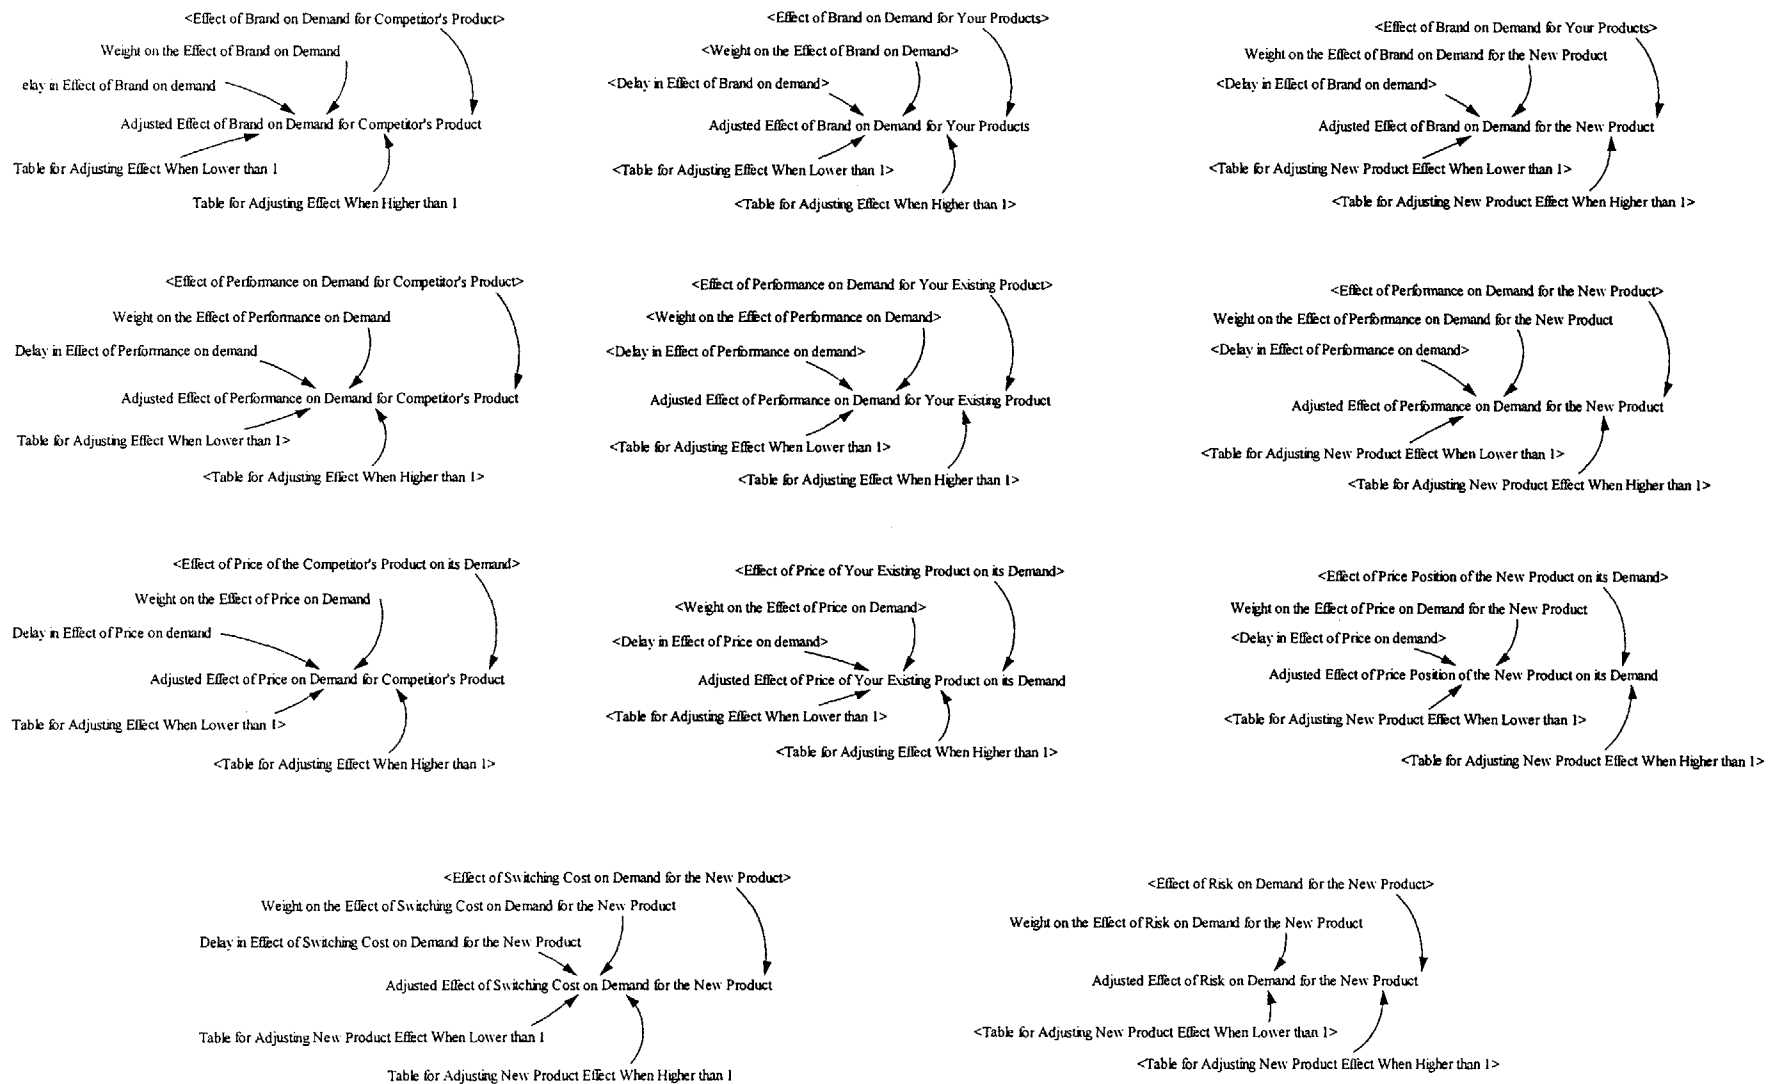 <Effect of Brand on Demand for Competitor's Product>
Weight on the Effect of Brand on Demand
elay in Effect of Brand on demand
Adjusted Effect of Brand on Demand for Competitor's Product
Table for Adjusting Effect When Lower than 1
Table for Adjusting Effect When Higher than 1
<Effect of Brand on Demand for Your Products>
<Weight on the Effect of Brand on Demand>
<Delay in Effect of Brand on demand>
Adjusted Effect of Brand on Demand for Your Products
<Table for Adjusting Effect When Lower than 1>
<Table for Adjusting Effect When Higher than 1>
<Effect of Brand on Demand for Your Products>
Weight on the Effect of Brand on Demand for the New Product
<Delay in Effect of Brand on demand>
Adjusted Effect of Brand on Demand for the New Product
<Table for Adjusting New Product Effect When Lower than 1>
<Table for Adjusting New Product Effect When Higher than 1>
<Effect of Performance on Demand for Competitor's Product>
Weight on the Effect of Performance on Demand
Delay in Effect of Performance on demand
Adjusted Effect of Performance on Demand for Competitor's Product
Table for Adjusting Effect When Lower than 1>
<Table for Adjusting Effect When Higher than 1>
<Effect of Performance on Demand for Your Existing Product>
<Weight on the Effect of Performance on Demand>
<Delay in Effect of Performance on demand>
Adjusted Effect of Performance on Demand for Your Existing Product
<Table for Adjusting Effect When Lower than 1>
<Table for Adjusting Effect When Higher than 1>
<Effect of Performance on Demand for the New Product>
Weight on the Effect of Performance on Demand for the New Product
<Delay in Effect of Performance on demand>
Adjusted Effect of Performance on Demand for the New Product
<Table for Adjusting New Product Effect When Lower than 1>
<Table for Adjusting New Product Effect When Higher than 1>
<Effect of Price of the Competitor's Product on its Demand>
Weight on the Effect of Price on Demand
Delay in Effect of Price on demand
Adjusted Effect of Price on Demand for Competitor's Product
Table for Adjusting Effect When Lower than 1>
<Table for Adjusting Effect When Higher than 1>
<Effect of Price of Your Existing Product on its Demand>
<Weight on the Effect of Price on Demand>
<Delay in Effect of Price on demand>
Adjusted Effect of Price of Your Existing Product on its Demand
<Table for Adjusting Effect When Lower than 1>
<Table for Adjusting Effect When Higher than 1>
<Effect of Price Position of the New Product on its Demand>
Weight on the Effect of Price on Demand for the New Product
<Delay in Effect of Price on demand>
Adjusted Effect of Price Position of the New Product on its Demand
<Table for Adjusting New Product Effect When Lower than 1>
<Table for Adjusting New Product Effect When Higher than 1>
<Effect of Switching Cost on Demand for the New Product>
Weight on the Effect of Switching Cost on Demand for the New Product
Delay in Effect of Switching Cost on Demand for the New Product
Adjusted Effect of Switching Cost on Demand for the New Product
Table for Adjusting New Product Effect When Lower than 1
Table for Adjusting New Product Effect When Higher than 1
<Effect of Risk on Demand for the New Product>
Weight on the Effect of Risk on Demand for the New Product
Adjusted Effect of Risk on Demand for the New Product
<Table for Adjusting New Product Effect When Lower than 1>
<Table for Adjusting New Product Effect When Higher than 1>